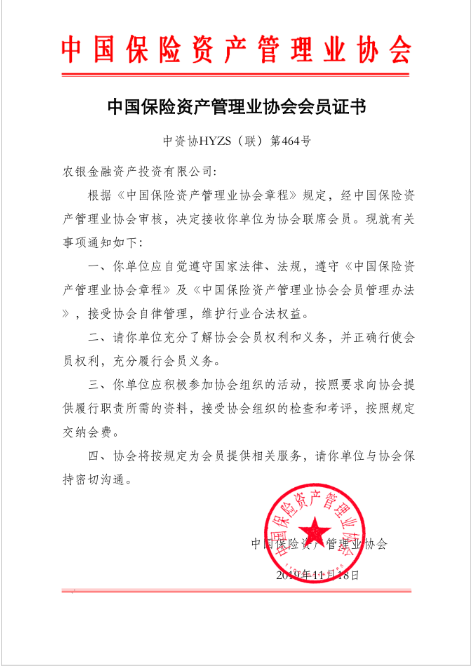 中国保险资产管理业协会
中国保险资产管理业协会会员证书
中资协HYZS（联）第464号
农银金融资产投资有限公司：
根据《中国保险资产管理业协会章程》规定，经中国保险资
产管理业协会审核，决定接收你单位为协会联席会员。现就有关
事项通知如下：
一、你单位应自觉遵守国家法律、法规，遵守《中国保险资
产管理业协会章程》及《中国保险资产管理业协会会员管理办法
》，接受协会自律管理，维护行业合法权益。
二、请你单位充分了解协会会员权利和义务，并正确行使会
员权利，充分履行会员义务。
三、你单位应积极参加协会组织的活动，按照要求向协会提
供履行职责所需的资料，接受协会组织的检查和考评，按照规定
交纳会费。
四、协会将按规定为会员提供相关服务，请你单位与协会保
持密切沟通。
中国保险资产管理业协会
中国保险资产管理业协会
2019年11月18日